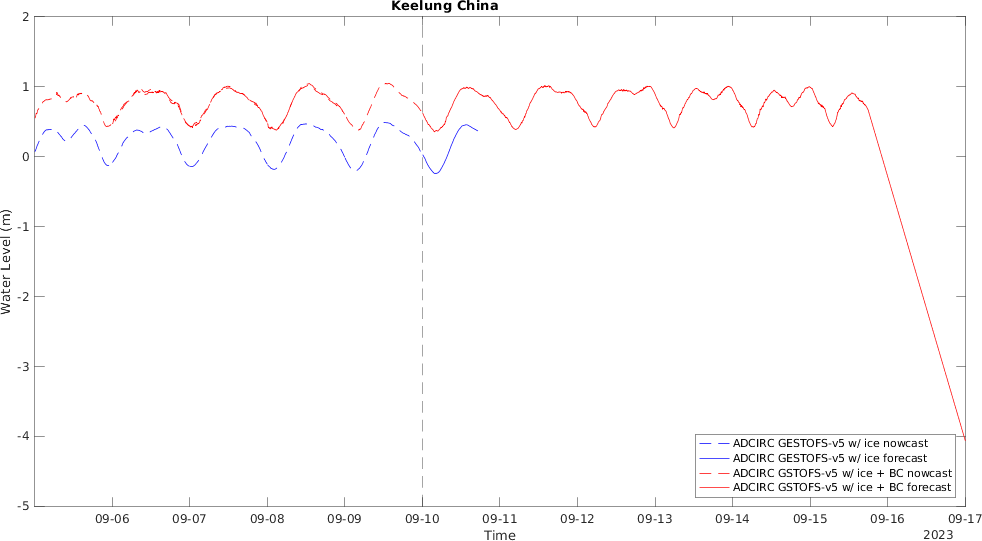 Keelung China
2
1
0
-1
-2
-3
-4
-5
Water Level (m)
09-06 09-07 09-08 09-09 09-10 09-11 09-12 09-13 09-14 09-15 09-16 09-17
Time
2023
ADCIRC GESTOFS-v5 w/ ice nowcast
ADCIRC GESTOFS-v5 w/ ice forecast
ADCIRC GSTOFS-v5 w/ ice + BC nowcast
ADCIRC GSTOFS-v5 w/ ice + BC forecast